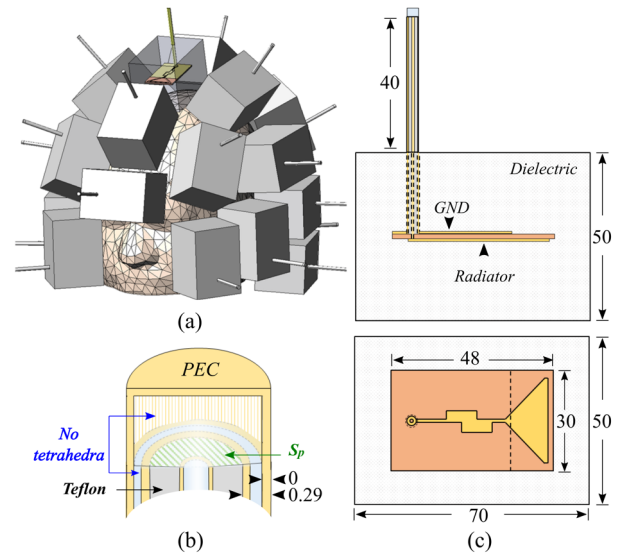 (a)
PEC
No
tetrahedra
Sp
Teflon
0
0.29
(b)
40
Dielectric
GND
50
Radiator
48
30
50
70
(c)